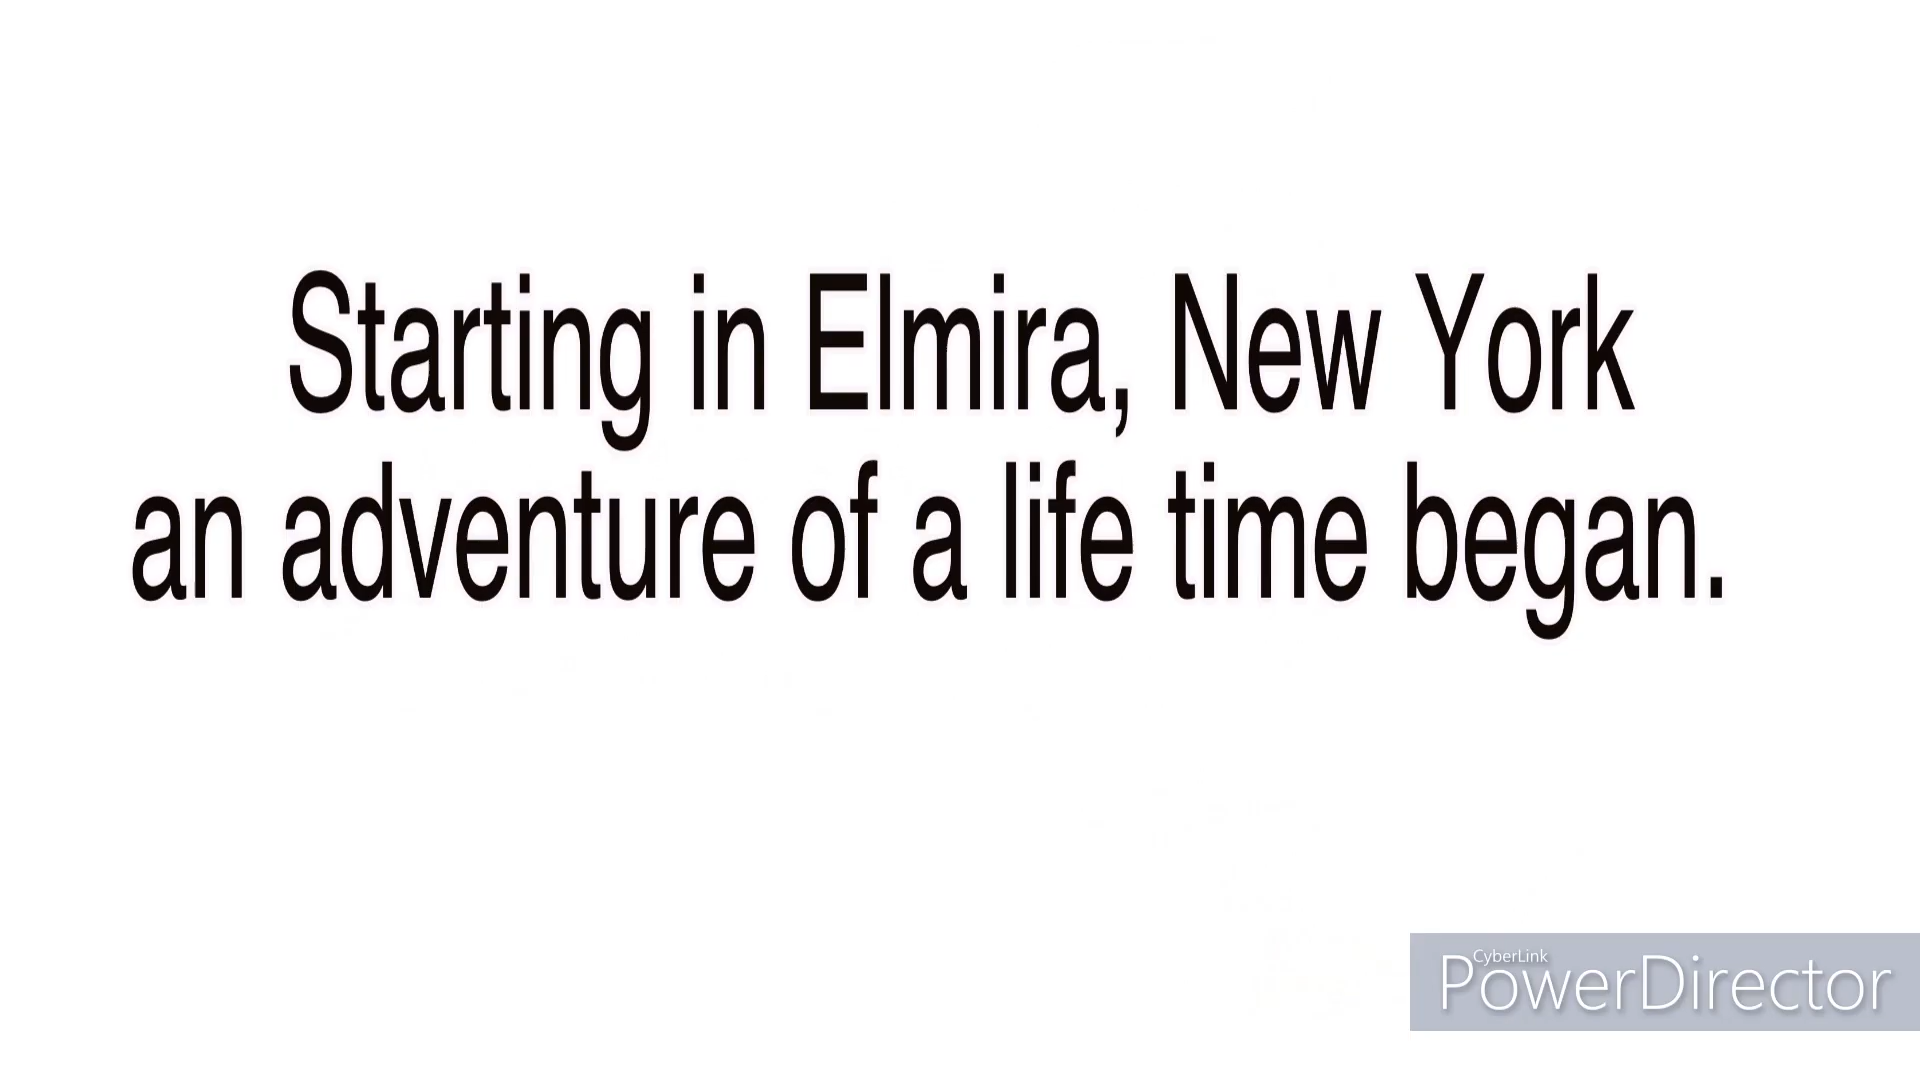 Starting in Elmira, New York
an adventure of a life time began.
CyberLink
PowerDirector